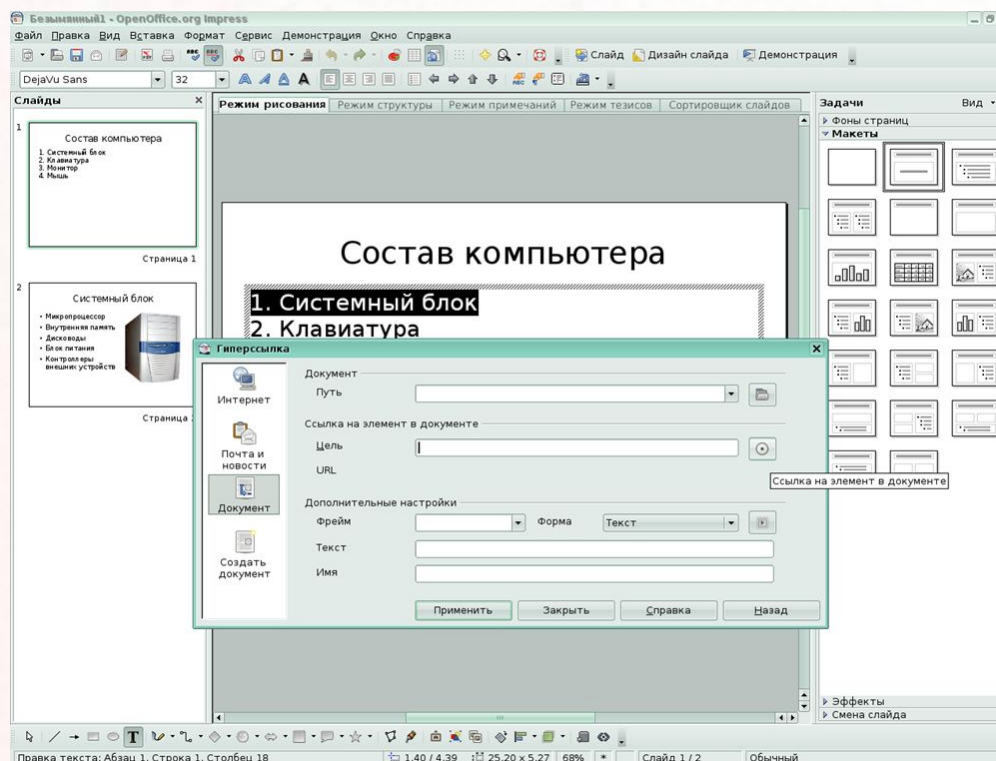 Безымянный1 - OpenOffice.org Impress
Файл Правка Вид Вставка Формат Сервис Демонстрация Окно Справка
Слайд Дизайн слайда Демонстрация
DejaVu Sans 32
Слайды
1
Состав компьютера
1. Системный блок
2. Клавиатура
3. Монитор
4. Мышь
Страница 1
2
Системный блок
• Микропроцессор
• Внутренняя память
• Дисководы
• Блок питания
• Контроллеры
внешних устройств
Страница
Режим рисования Режим структуры Режим примечаний Режим тезисов Сортировщик слайдов
Состав компьютера
1. Системный блок
2. Клавиатура
Задачи Вид
Фоны страниц
Макеты
Эффекты
Смена слайда
Гиперссылка
Интернет
Почта и
новости
Документ
Создать
документ
Документ
Путь
Ссылка на элемент в документе
Цель
URL
Ссылка на элемент в документе
Дополнительные настройки
Фрейм Форма Текст
Текст
Имя
Применить Закрыть Справка Назад
Правка текста: Абзац 1, Строка 1, Столбец 18 1.40 / 4.39 25.20 x 5.27 68% * Слайд 1 / 2 Обычный